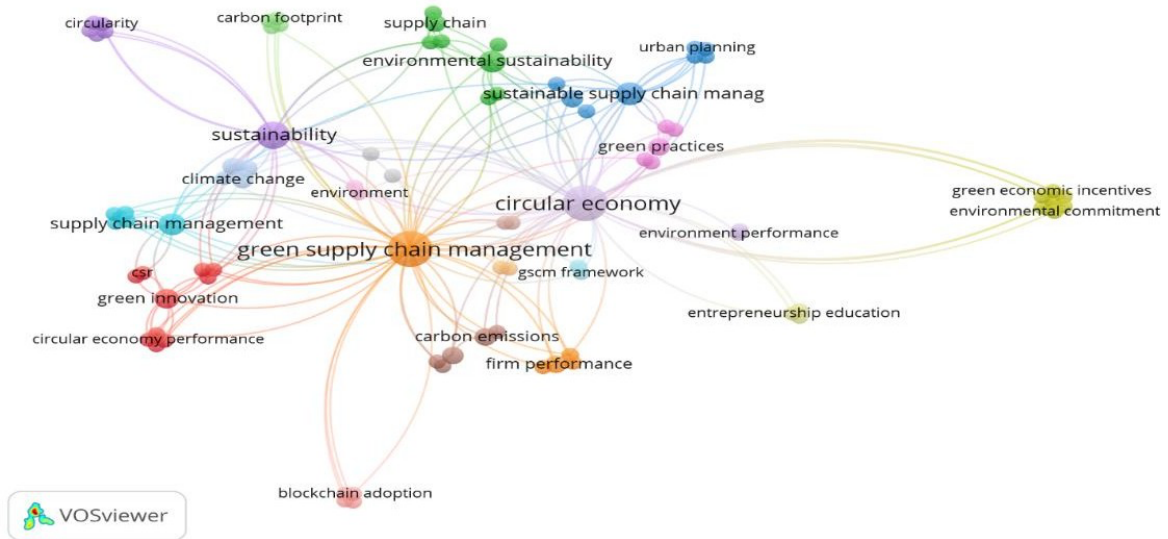 circularity
carbon footprint
supply chain
urban planning
environmental sustainability
sustainable supply chain manag
sustainability
green practices
climate change
environment
green economic incentives
circular economy
environmental commitment
supply chain management
environment performance
green supply chain management
csr
gscm framework
green innovation
entrepreneurship education
circular economy performance
carbon emissions
firm performance
blockchain adoption
VOSviewer